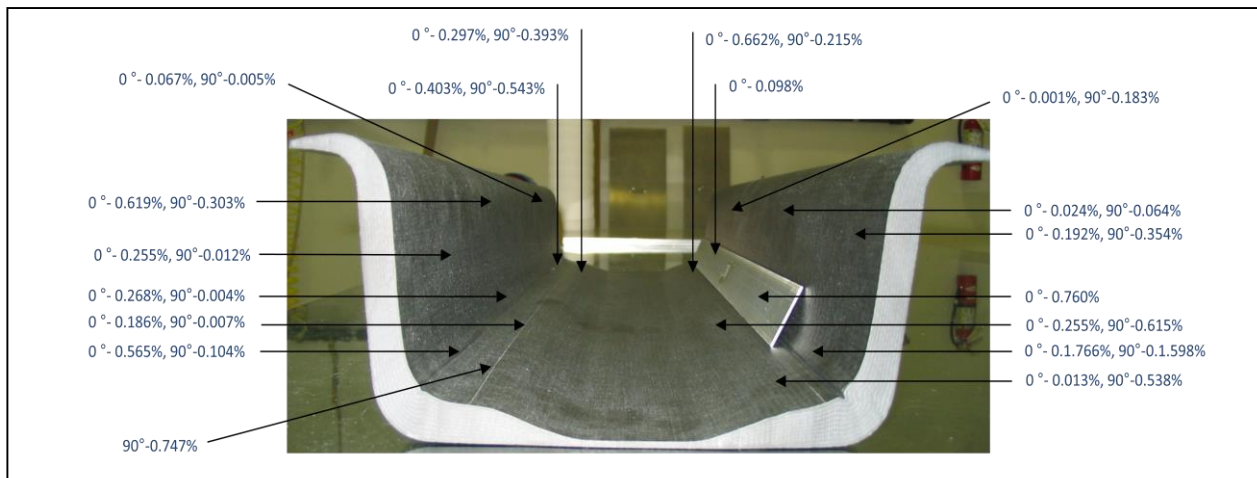 0 °- 0.297%, 90°-0.393%
0 °- 0.662%, 90°-0.215%
0 °- 0.067%, 90°-0.005%
0 °- 0.403%, 90°-0.543%
0 °- 0.098%
0 °- 0.001%, 90°-0.183%
0 °- 0.619%, 90°-0.303%
0 °- 0.024%, 90°-0.064%
0 °- 0.192%, 90°-0.354%
0 °- 0.255%, 90°-0.012%
0 °- 0.268%, 90°-0.004%
0 °- 0.760%
0 °- 0.186%, 90°-0.007%
0 °- 0.255%, 90°-0.615%
0 °- 0.565%, 90°-0.104%
0 °- 0.1.766%, 90°-0.1.598%
0 °- 0.013%, 90°-0.538%
90°-0.747%